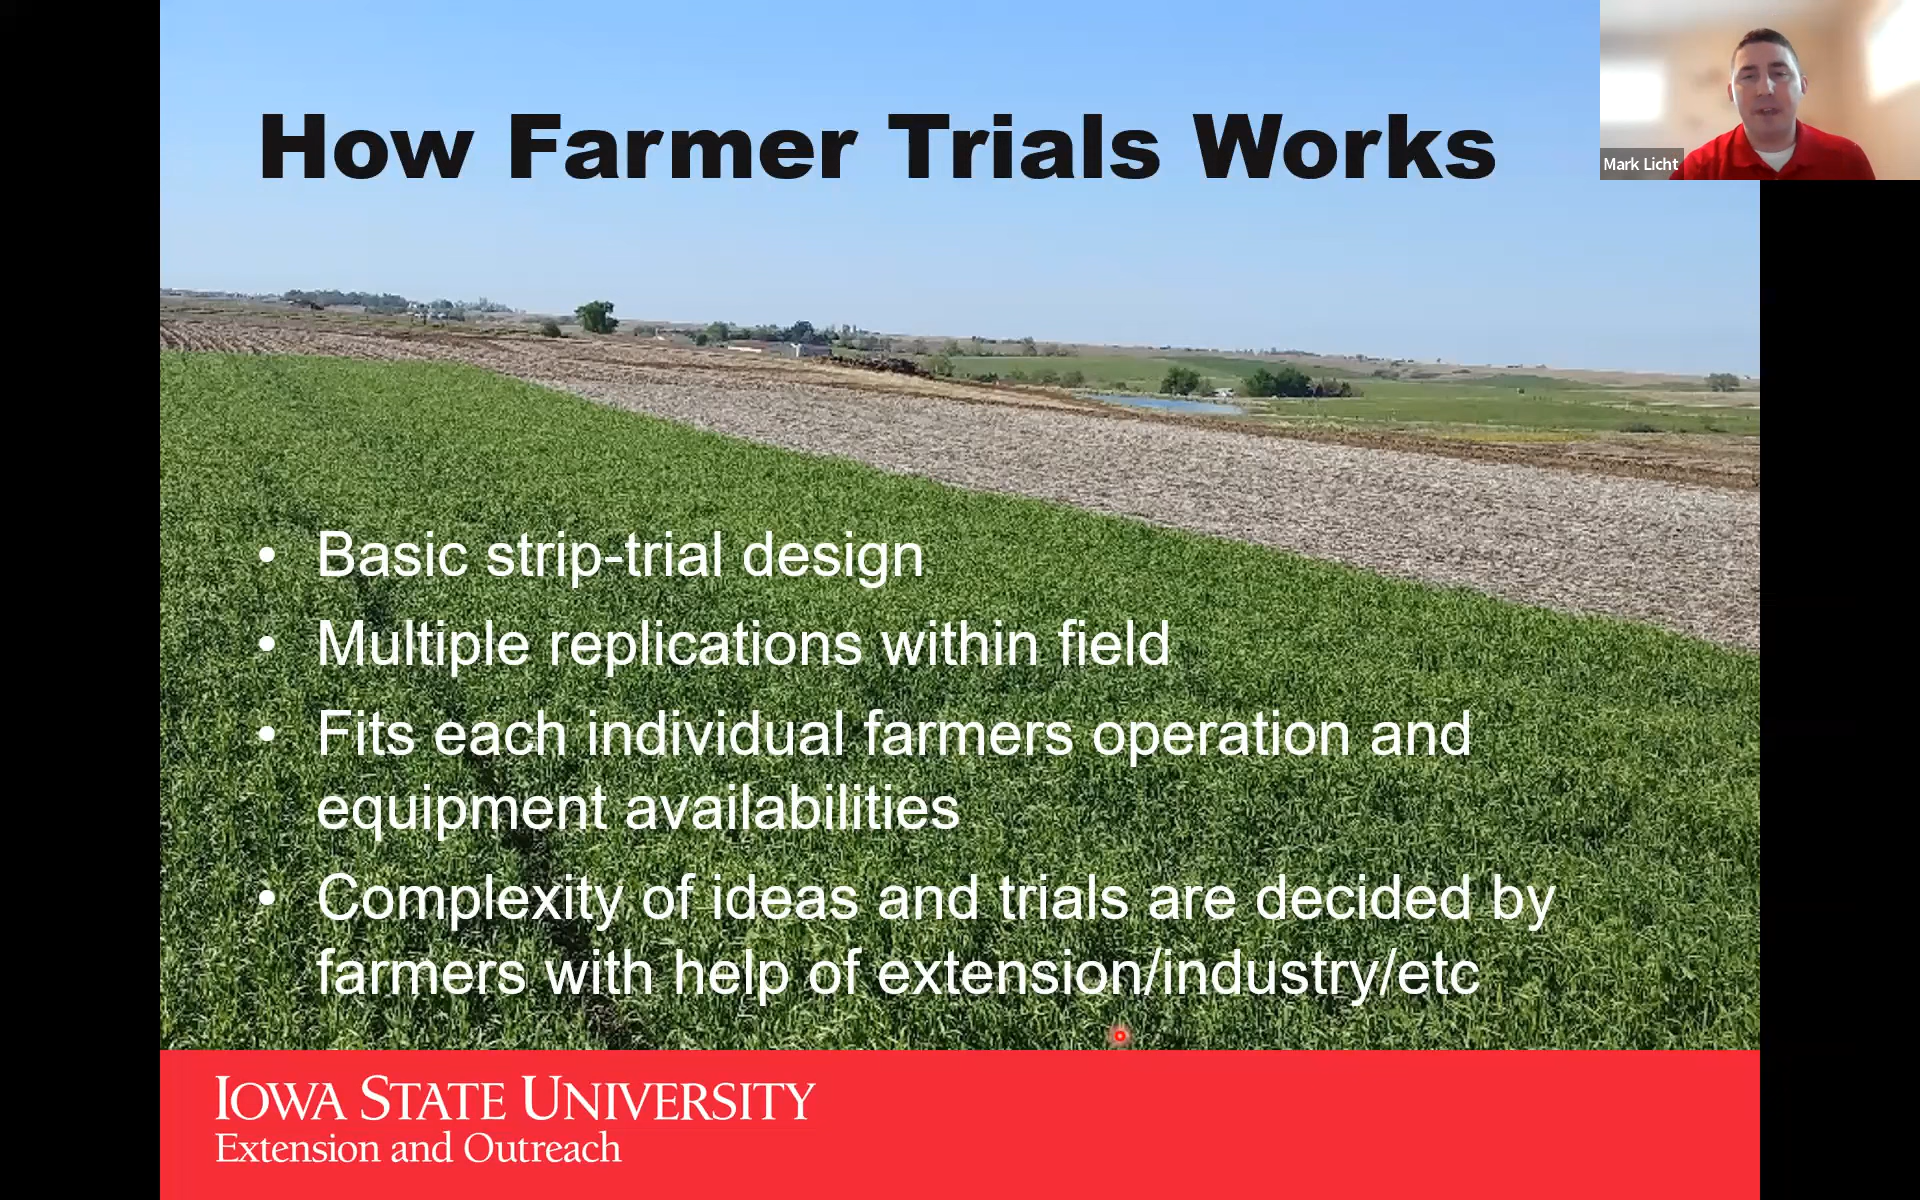 How Farmer Trials Works
Mark Licht
• Basic strip-trial design
• Multiple replications within field
• Fits each individual farmers operation and
equipment availabilities
• Complexity of ideas and trials are decided by
farmers with help of extension/industry/etc
IOWA STATE UNIVERSITY
Extension and Outreach